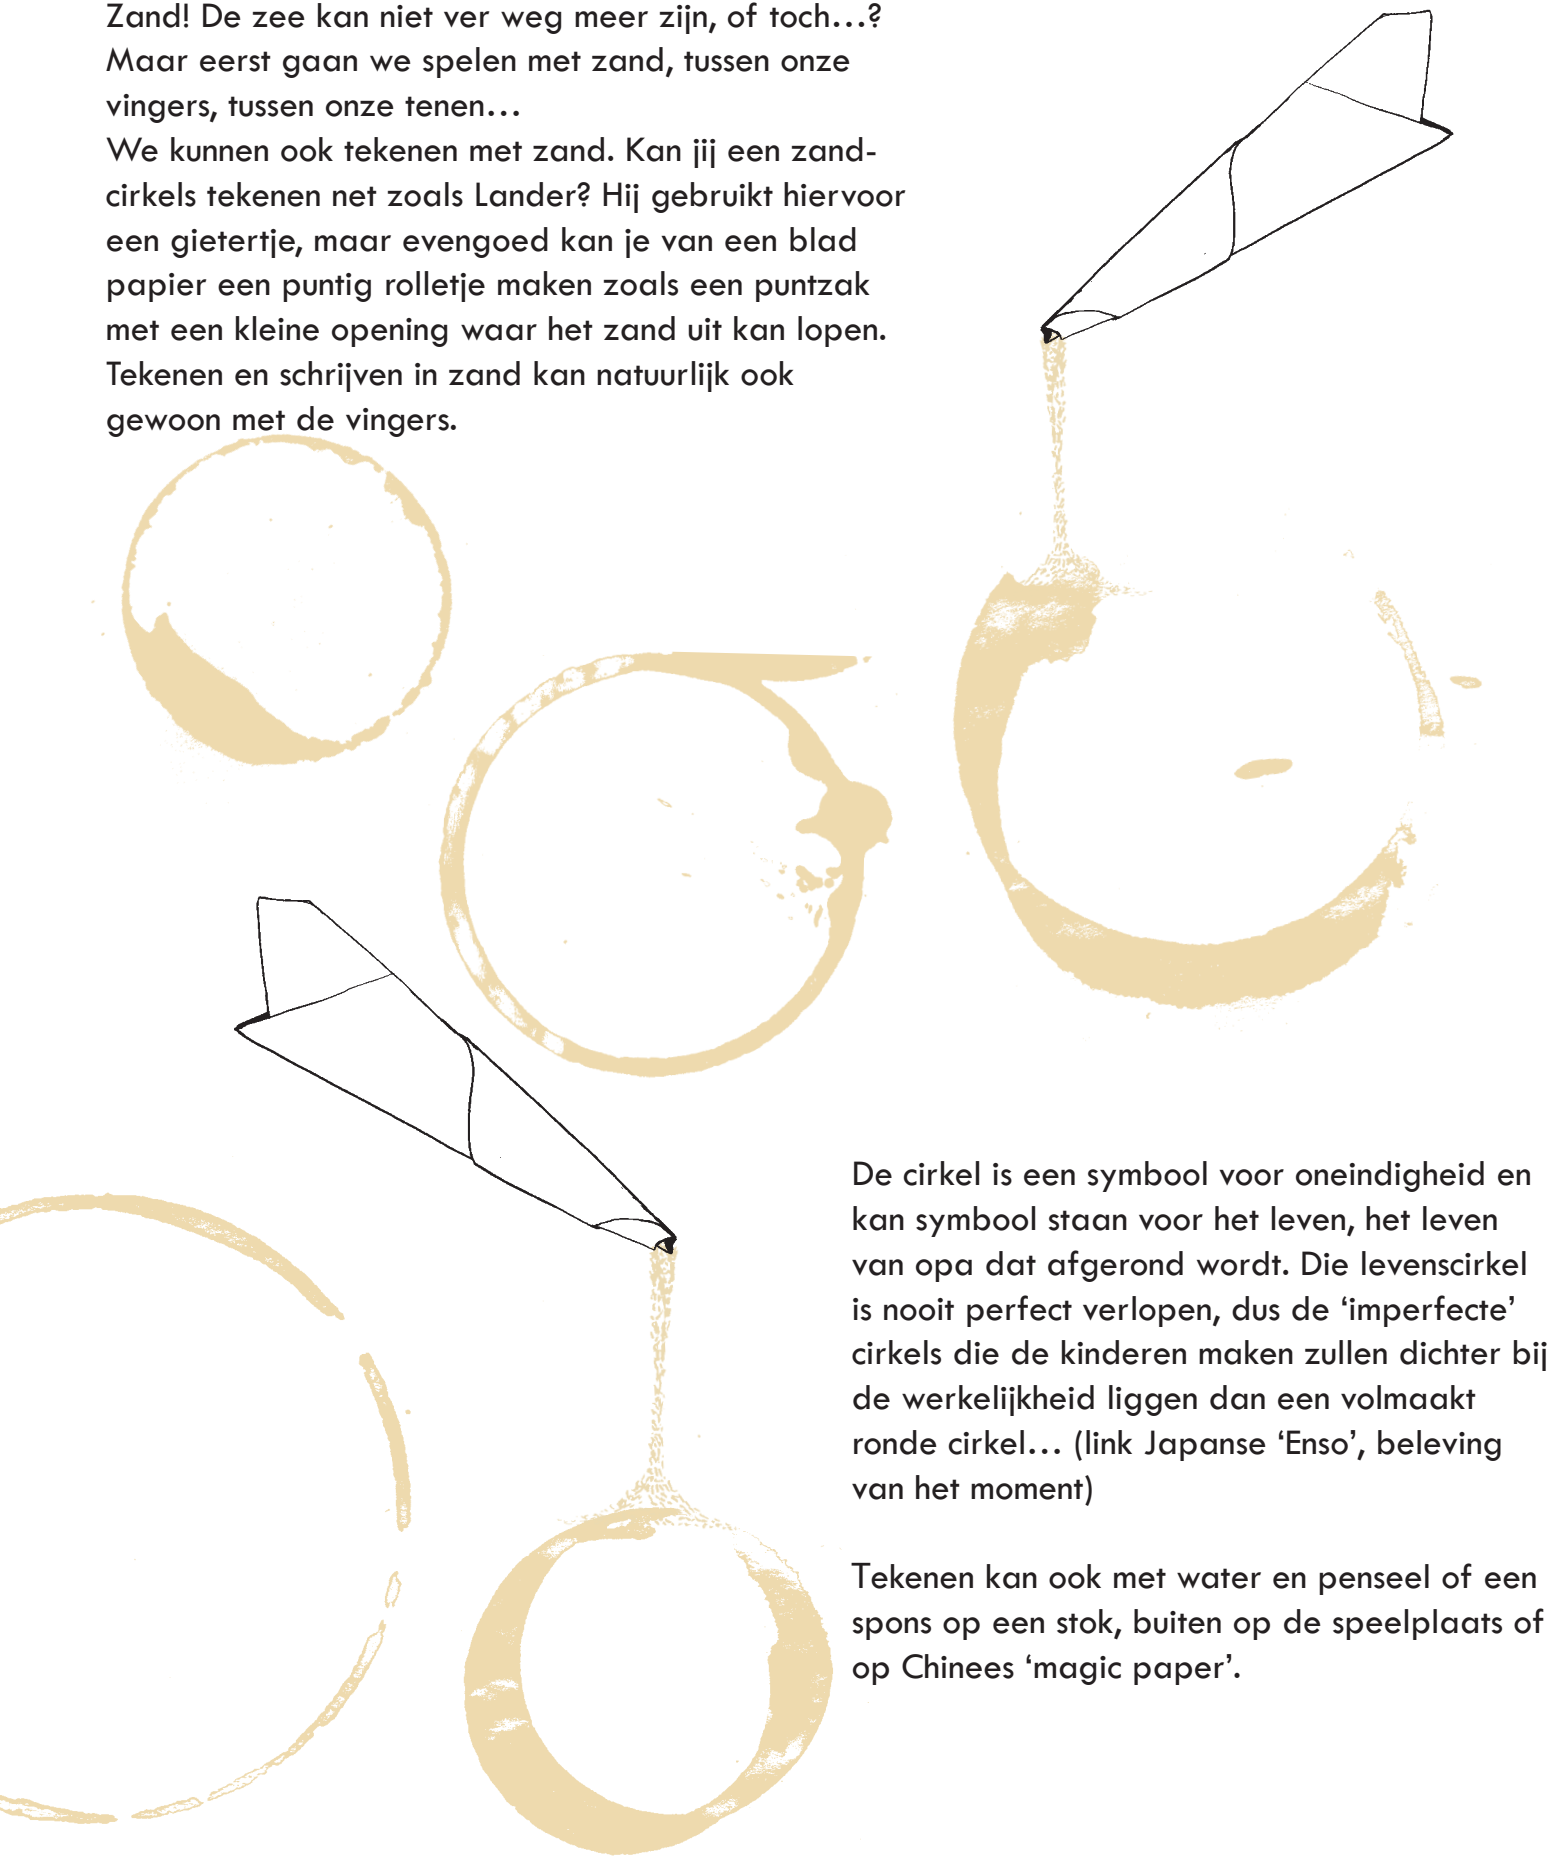 Zand! De zee kan niet ver weg meer zijn, of toch…?
Maar eerst gaan we spelen met zand, tussen onze
vingers, tussen onze tenen…
We kunnen ook tekenen met zand. Kan jij een zand-
cirkels tekenen net zoals Lander? Hij gebruikt hiervoor
een gietertje, maar evengoed kan je van een blad
papier een puntig rolletje maken zoals een puntzak
met een kleine opening waar het zand uit kan lopen.
Tekenen en schrijven in zand kan natuurlijk ook
gewoon met de vingers.
De cirkel is een symbool voor oneindigheid en
kan symbool staan voor het leven, het leven
van opa dat afgerond wordt. Die levenscirkel
is nooit perfect verlopen, dus de ‘imperfecte’
cirkels die de kinderen maken zullen dichter bij
de werkelijkheid liggen dan een volmaakt
ronde cirkel… (link Japanse ‘Enso’, beleving
van het moment)
Tekenen kan ook met water en penseel of een
spons op een stok, buiten op de speelplaats of
op Chinees ‘magic paper’.